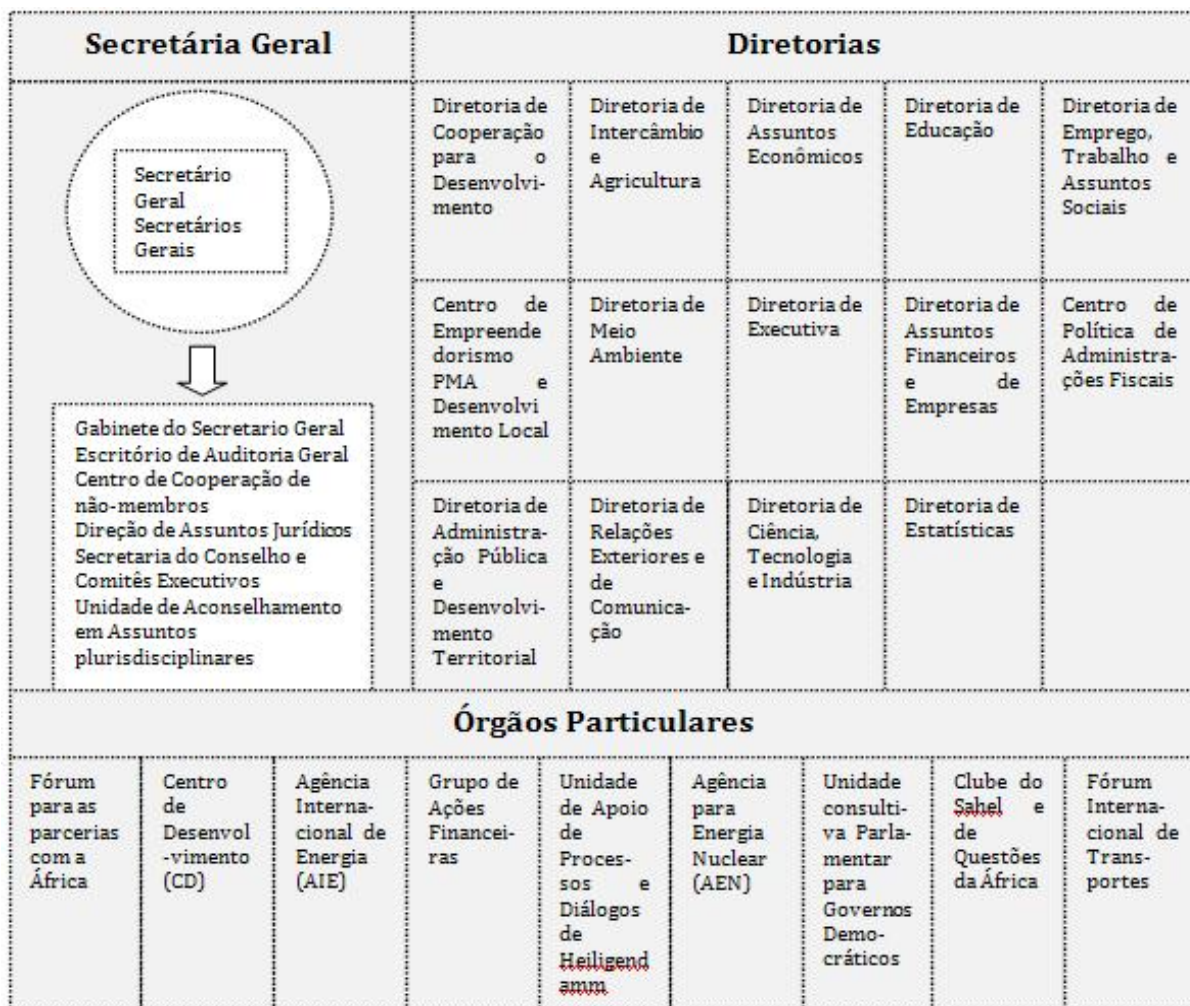 Secretária Geral
Diretorias
Secretário
Geral
Secretários
Gerais
Gabinete do Secretario Geral
Escritório de Auditoria Geral
Centro de Cooperação de
não-membros
Direção de Assuntos Jurídicos
Secretaria do Conselho e
Comitês Executivos
Unidade de Aconselhamento
em Assuntos
plurisdisciplinares
Diretoria de
Cooperação
para o
Desenvolvi-
mento
Diretoria de
Intercâmbio
e
Agricultura
Diretoria de
Assuntos
Econômicos
Diretoria de
Educação
Diretoria de
Emprego,
Trabalho e
Assuntos
Sociais
Centro de
Empreende
dorismo
PMA e
Desenvolvi
mento Local
Diretoria de
Meio
Ambiente
Diretoria de
Executiva
Diretoria de
Assuntos
Financeiros
e de
Empresas
Centro de
Política de
Administra-
ções Fiscais
Diretoria de
Administra-
ção Pública
e
Desenvolvi-
mento
Territorial
Diretoria de
Relações
Exteriores e
de
Comunica-
ção
Diretoria de
Ciência,
Tecnologia
e Indústria
Diretoria de
Estatísticas
Órgãos Particulares
Fórum
para as
parcerias
com a
África
Centro
de
Desenvol
-vimento
(CD)
Agência
Interna-
cional de
Energia
(AIE)
Grupo de
Ações
Financei-
ras
Unidade
de Apoio
de
Proces-
sos e
Diálogos
de
Heiligend
amm
Agência
para
Energia
Nuclear
(AEN)
Unidade
consulti-
va Parla-
mentar
para
Governos
Demo-
cráticos
Clube do
Sahel e
de
Questões
da África
Fórum
Interna-
cional de
Trans-
portes